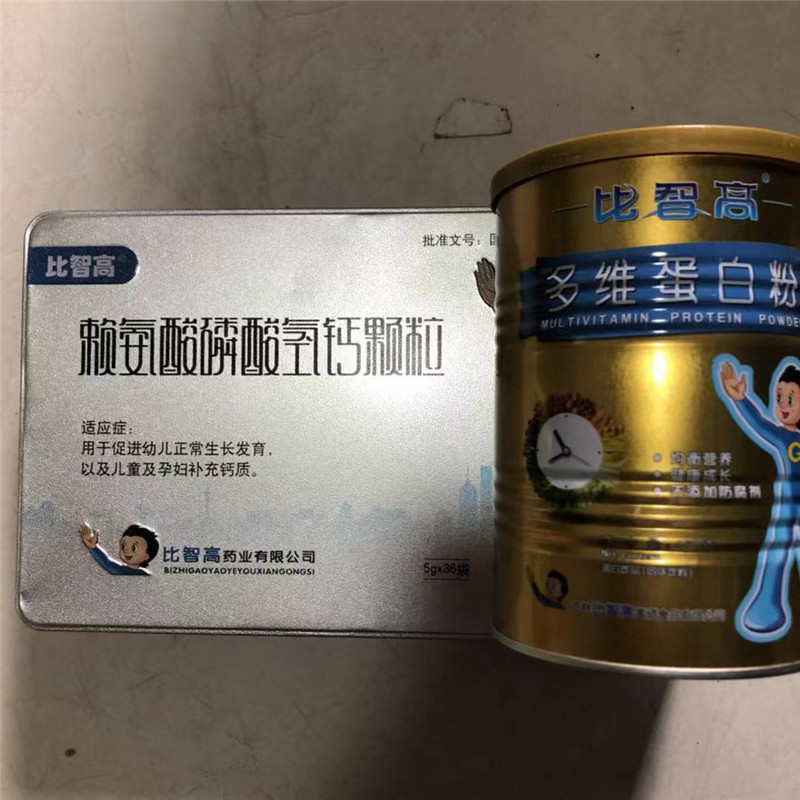 比智高
批准文号:
赖氨酸磷酸氢钙颗粒
适应症:
用于促进幼儿正常生长发育,
以及儿童及孕妇补充钙质。
比智高药业有限公司
BIZHIGAOYAOYEYOUXIANGONGSI
5gx36袋
比智高®
多维蛋白粉
MULTIVITAMIN PROTEIN POWDE
G
均衡营养
健康成长
不添加防腐剂